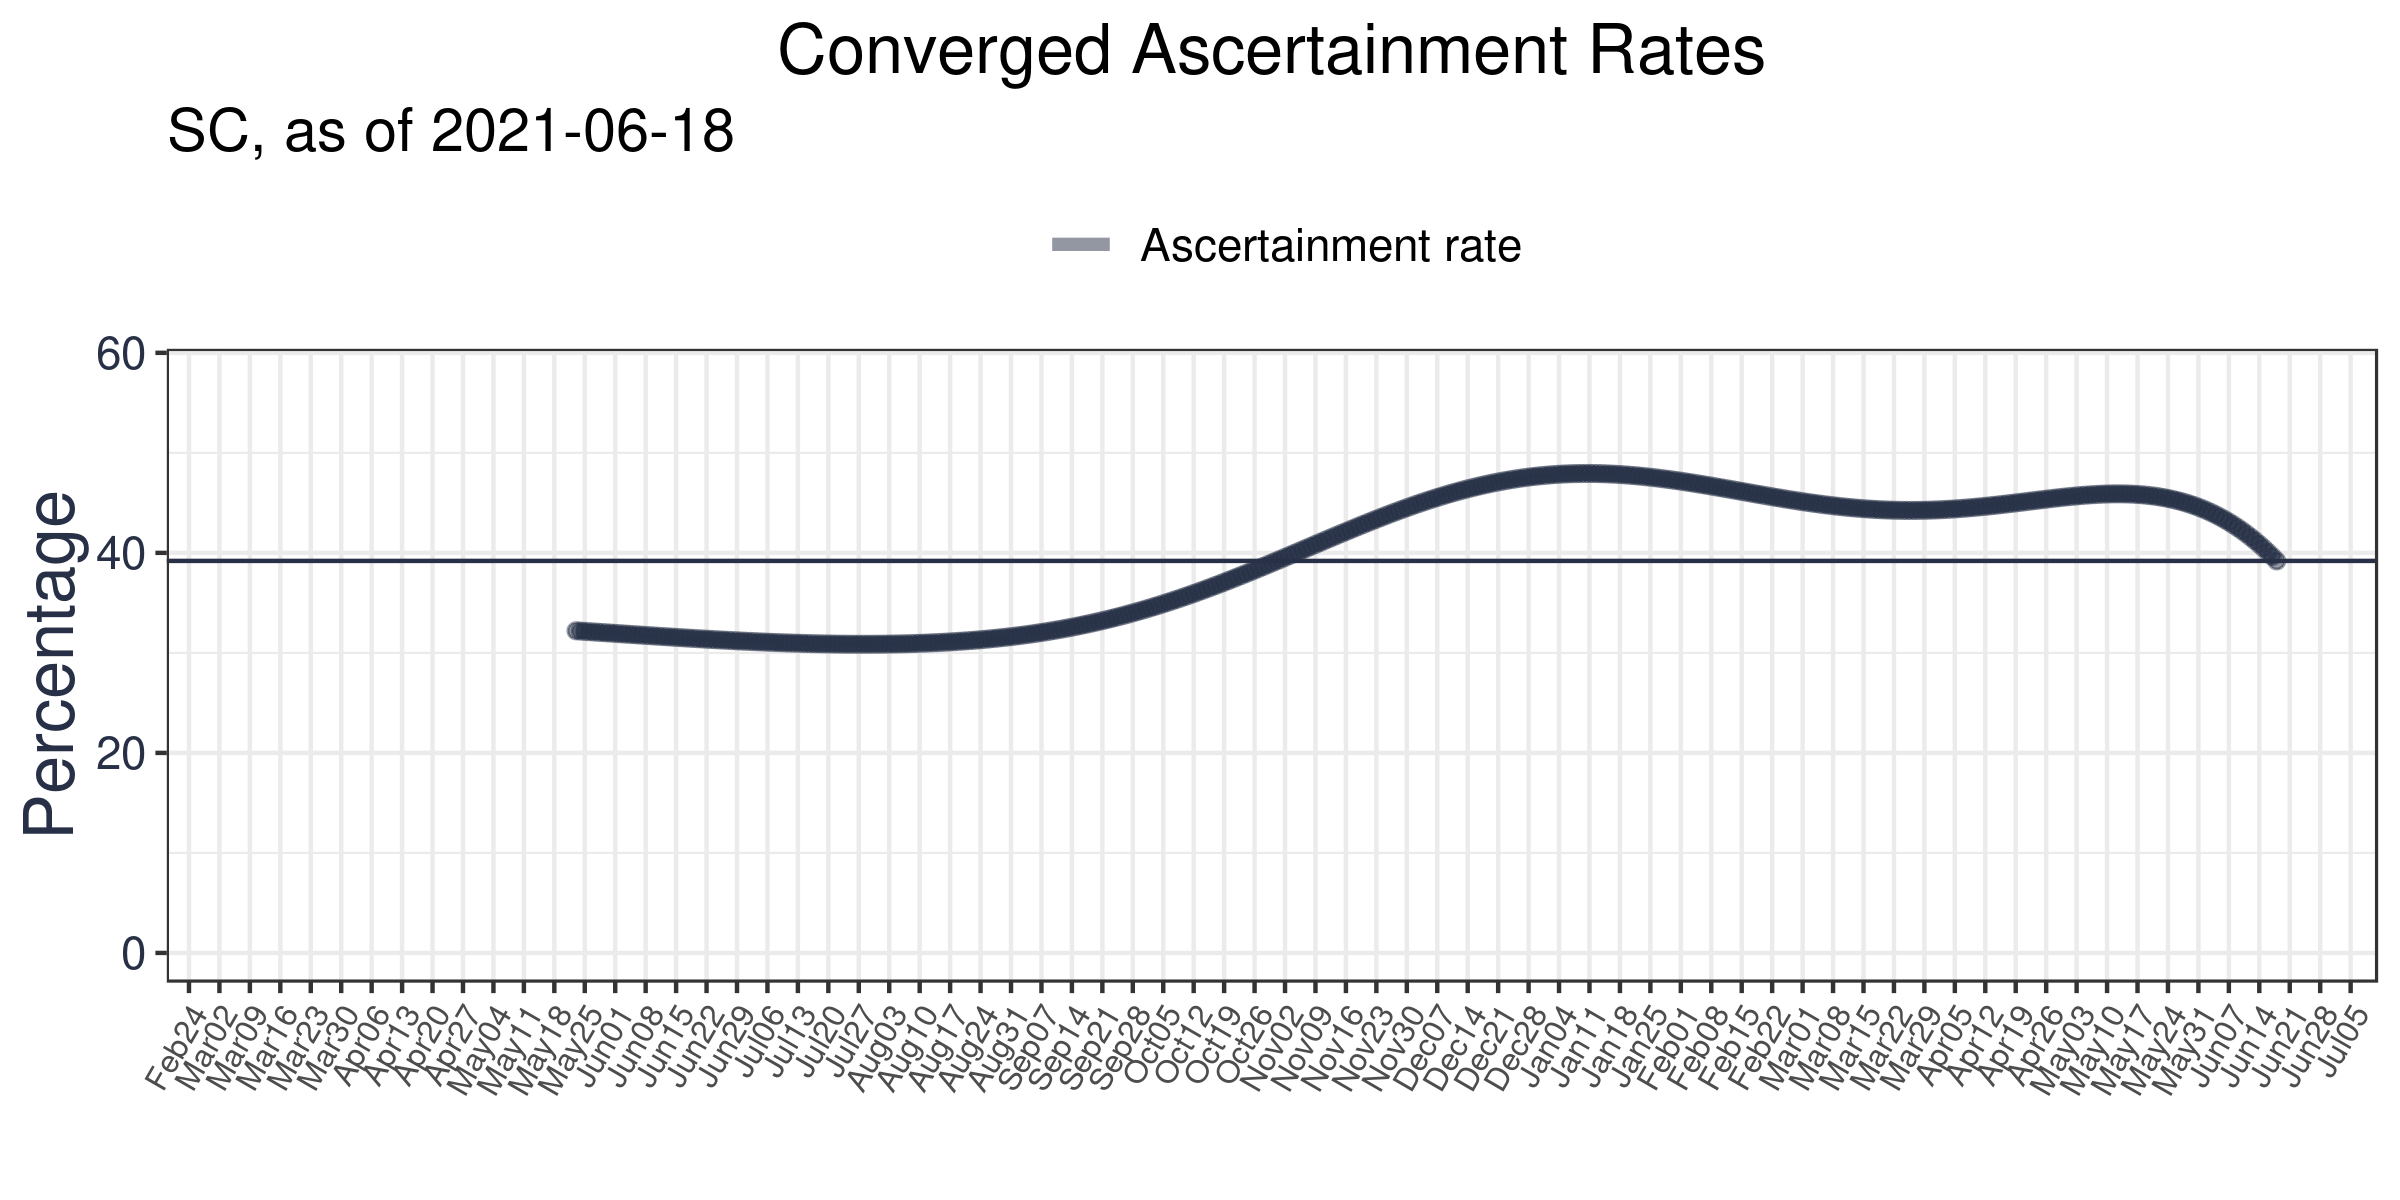 Converged Ascertainment Rates
SC, as of 2021-06-18
Ascertainment rate
Percentage
60
40
20
0
Feb24 Mar02 Mar09 Mar16 Mar23 Mar30 Apr06 Apr13 Apr20 Apr27 May04 May11 May18 May25 Jun01 Jun08 Jun15 Jun22 Jun29 Jul06 Jul13 Jul20 Jul27 Aug03 Aug10 Aug17 Aug24 Aug31 Sep07 Sep14 Sep21 Sep28 Oct05 Oct12 Oct19 Oct26 Nov02 Nov09 Nov16 Nov23 Nov30 Dec07 Dec14 Dec21 Dec28 Jan04 Jan11 Jan18 Jan25 Feb01 Feb08 Feb15 Feb22 Mar01 Mar08 Mar15 Mar22 Mar29 Apr05 Apr12 Apr19 Apr26 May03 May10 May17 May24 May31 Jun07 Jun14 Jun21 Jun28 Jul05